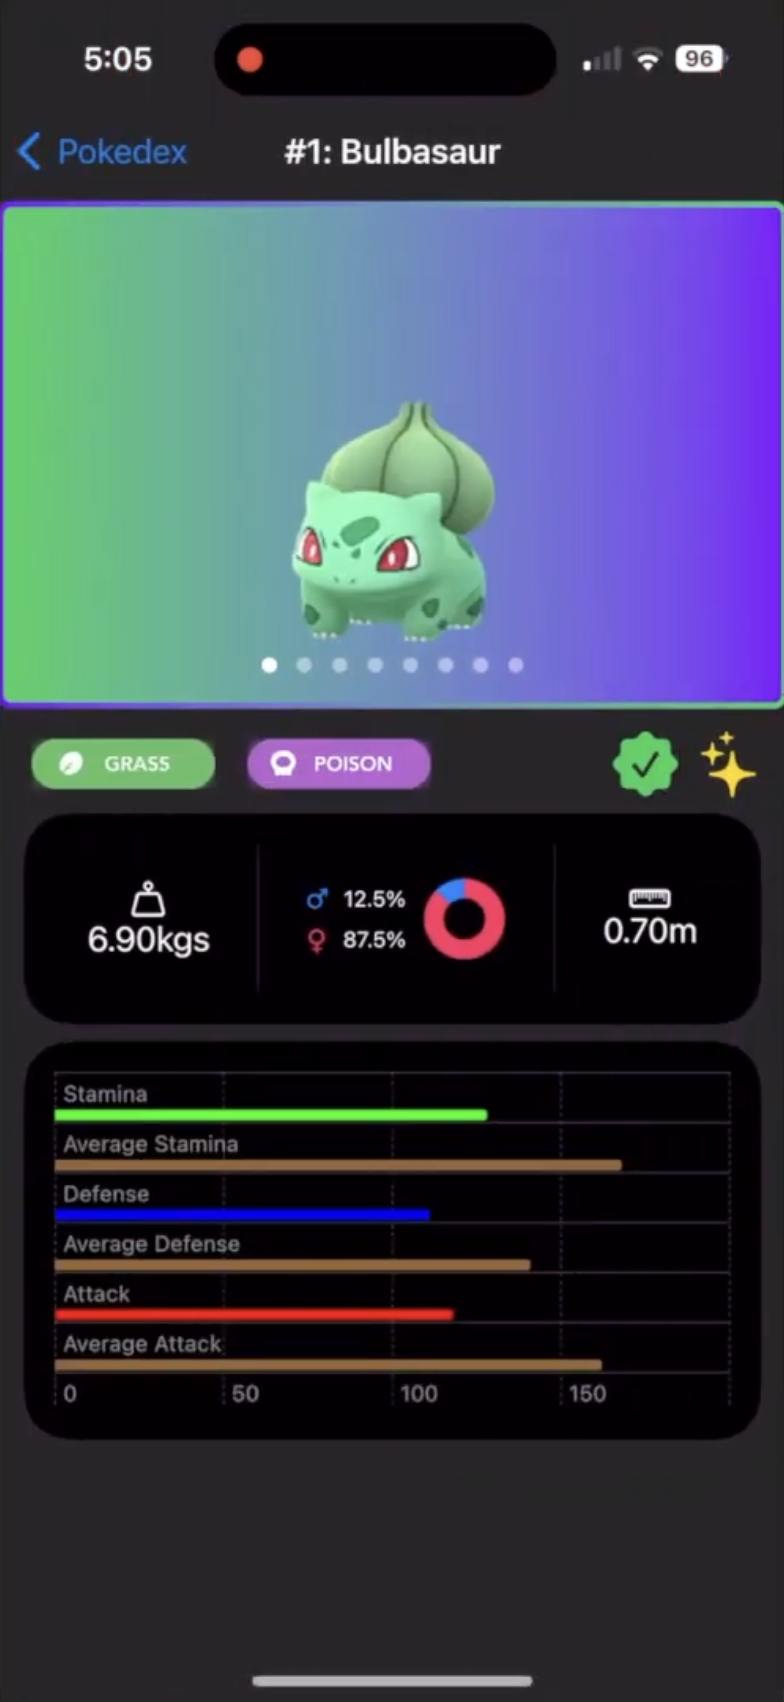 5:05
96
Pokedex
#1: Bulbasaur
GRASS
POISON
6.90kgs
♂ 12.5%
♀ 87.5%
0.70m
Stamina
Average Stamina
Defense
Average Defense
Attack
Average Attack
0 50 100 150